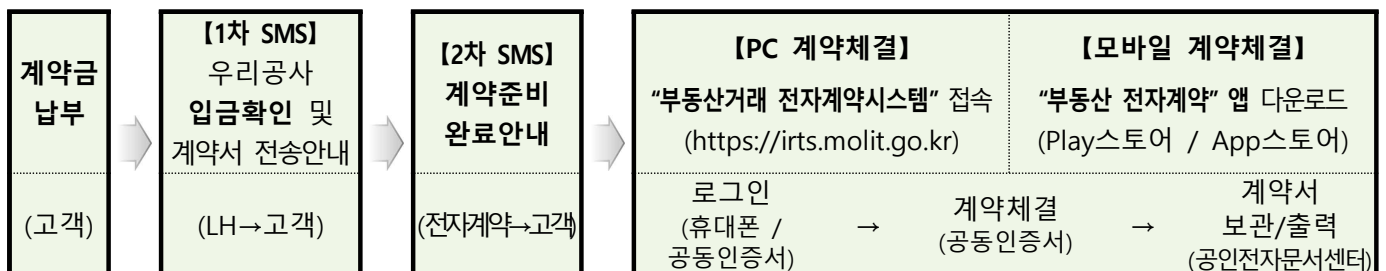 계약금
납부
(고객)
【1차 SMS】
우리공사
입금확인 및
계약서 전송안내
(LH→고객)
【2차 SMS】
계약준비
완료안내
(전자계약→고객)
【PC 계약체결】
“부동산거래 전자계약시스템” 접속
(https://irts.molit.go.kr)
【모바일 계약체결】
“부동산 전자계약” 앱 다운로드
(Play스토어 / App스토어)
로그인
(휴대폰 /
공동인증서)
→
계약체결
(공동인증서)
→
계약서
보관/출력
(공인전자문서센터)